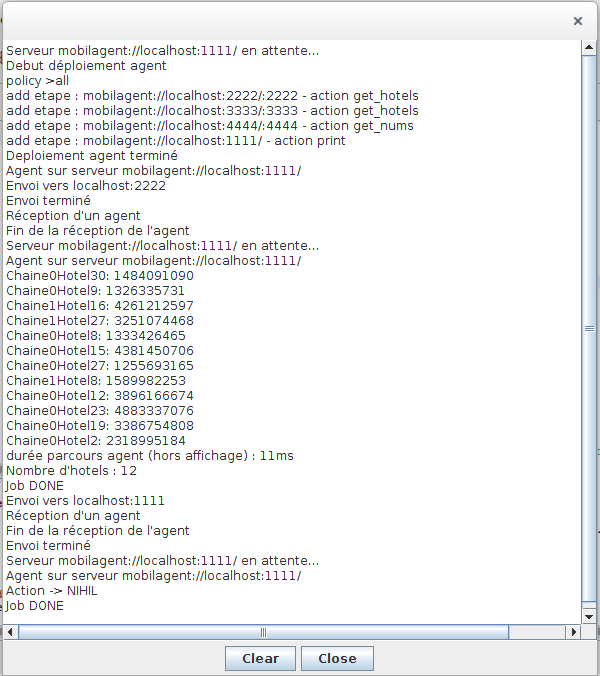 Serveur mobilagent://localhost:1111/ en attente...
Debut déploiement agent
policy >all
add etape : mobilagent://localhost:2222/:2222 - action get_hotels
add etape : mobilagent://localhost:3333/:3333 - action get_hotels
add etape : mobilagent://localhost:4444/:4444 - action get_nums
add etape : mobilagent://localhost:1111/ - action print
Deploiement agent terminé
Agent sur serveur mobilagent://localhost:1111/
Envoi vers localhost:2222
Envoi terminé
Réception d'un agent
Fin de la réception de l'agent
Serveur mobilagent://localhost:1111/ en attente...
Agent sur serveur mobilagent://localhost:1111/
Chaine0Hotel30: 1484091090
Chaine0Hotel9: 1326335731
Chaine1Hotel16: 4261212597
Chaine1Hotel27: 3251074468
Chaine0Hotel8: 1333426465
Chaine0Hotel15: 4381450706
Chaine0Hotel27: 1255693165
Chaine1Hotel8: 1589982253
Chaine0Hotel12: 3896166674
Chaine0Hotel23: 4883337076
Chaine0Hotel19: 3386754808
Chaine0Hotel2: 2318995184
durée parcours agent (hors affichage) : 11ms
Nombre d'hotels : 12
Job DONE
Envoi vers localhost:1111
Réception d'un agent
Fin de la réception de l'agent
Envoi terminé
Serveur mobilagent://localhost:1111/ en attente...
Agent sur serveur mobilagent://localhost:1111/
Action -> NIHIL
Job DONE
Clear Close